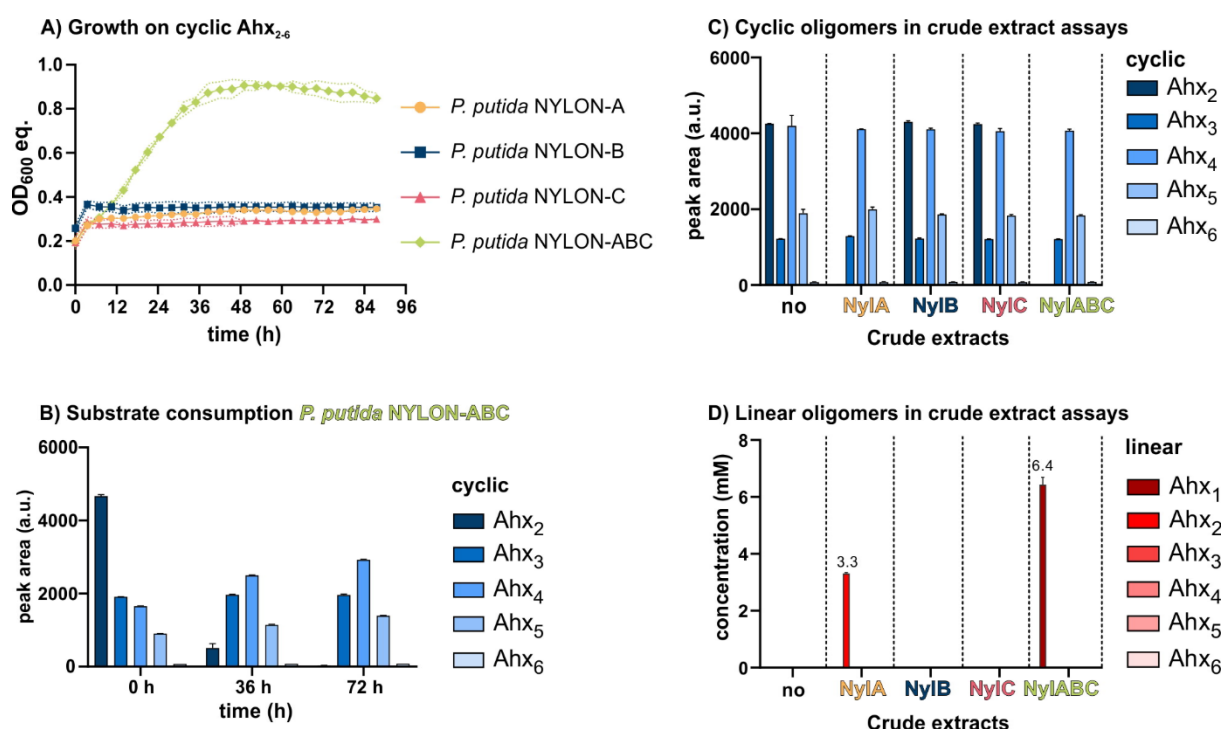 A) Growth on cyclic Ahx₂₋₆
1.0
0.8
0.6
0.4
0.2
0.0
OD₆₀₀ eq.
0 12 24 36 48 60 72 84 96
time (h)
P. putida NYLON-A
P. putida NYLON-B
P. putida NYLON-C
P. putida NYLON-ABC
C) Cyclic oligomers in crude extract assays
6000
4000
2000
0
peak area (a.u.)
no NylA NylB NylC NylABC
Crude extracts
cyclic
Ahx₂
Ahx₃
Ahx₄
Ahx₅
Ahx₆
B) Substrate consumption P. putida NYLON-ABC
6000
4000
2000
0
peak area (a.u.)
0 h 36 h 72 h
time (h)
cyclic
Ahx₂
Ahx₃
Ahx₄
Ahx₅
Ahx₆
D) Linear oligomers in crude extract assays
8
6
4
2
0
concentration (mM)
3.3
6.4
no NylA NylB NylC NylABC
Crude extracts
linear
Ahx₁
Ahx₂
Ahx₃
Ahx₄
Ahx₅
Ahx₆